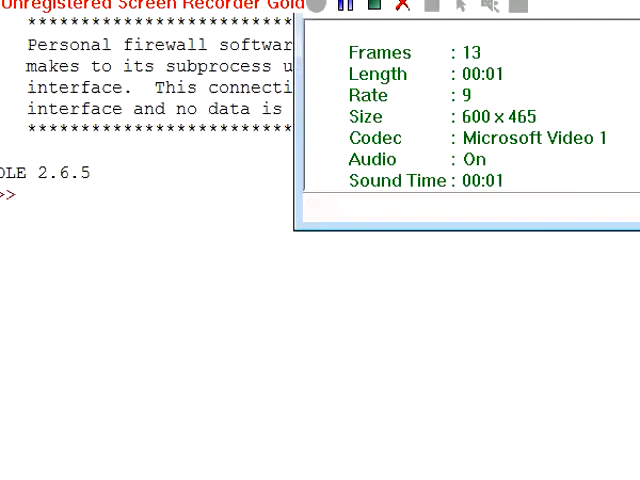 Unregistered Screen Recorder Gold
*************************
Personal firewall softwar
makes to its subprocess u
interface.  This connecti
interface and no data is
*************************
OLE 2.6.5
>>
Frames : 13
Length : 00:01
Rate : 9
Size : 600 x 465
Codec : Microsoft Video 1
Audio : On
Sound Time : 00:01